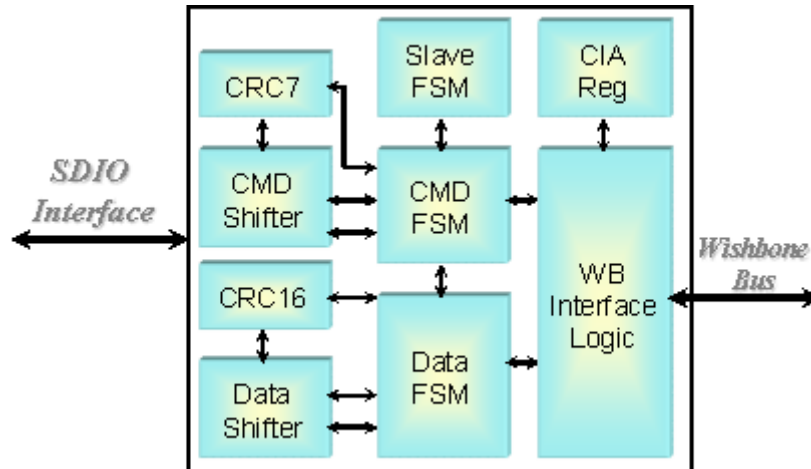 SDIO
Interface
CRC7
Slave
FSM
CIA
Reg
CMD
Shifter
CMD
FSM
WB
Interface
Logic
CRC16
Data
Shifter
Data
FSM
Wishbone
Bus